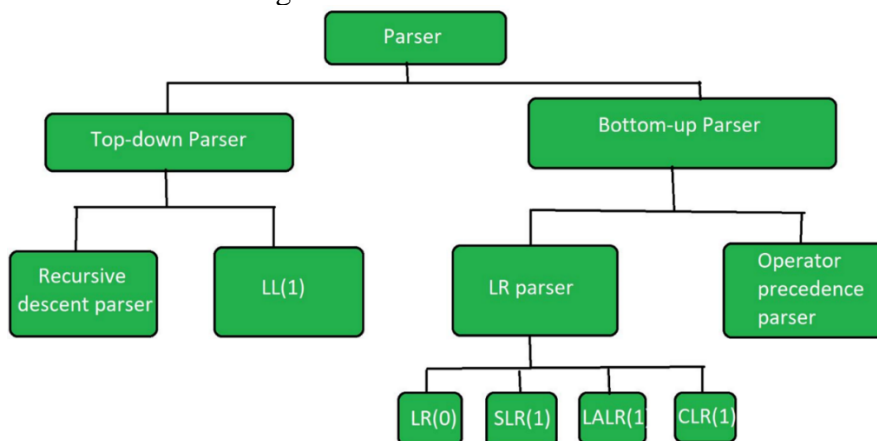 Parser
Top-down Parser
Bottom-up Parser
Recursive
descent parser
LL(1)
LR parser
Operator
precedence
parser
LR(0)
SLR(1)
LALR(1
CLR(1)